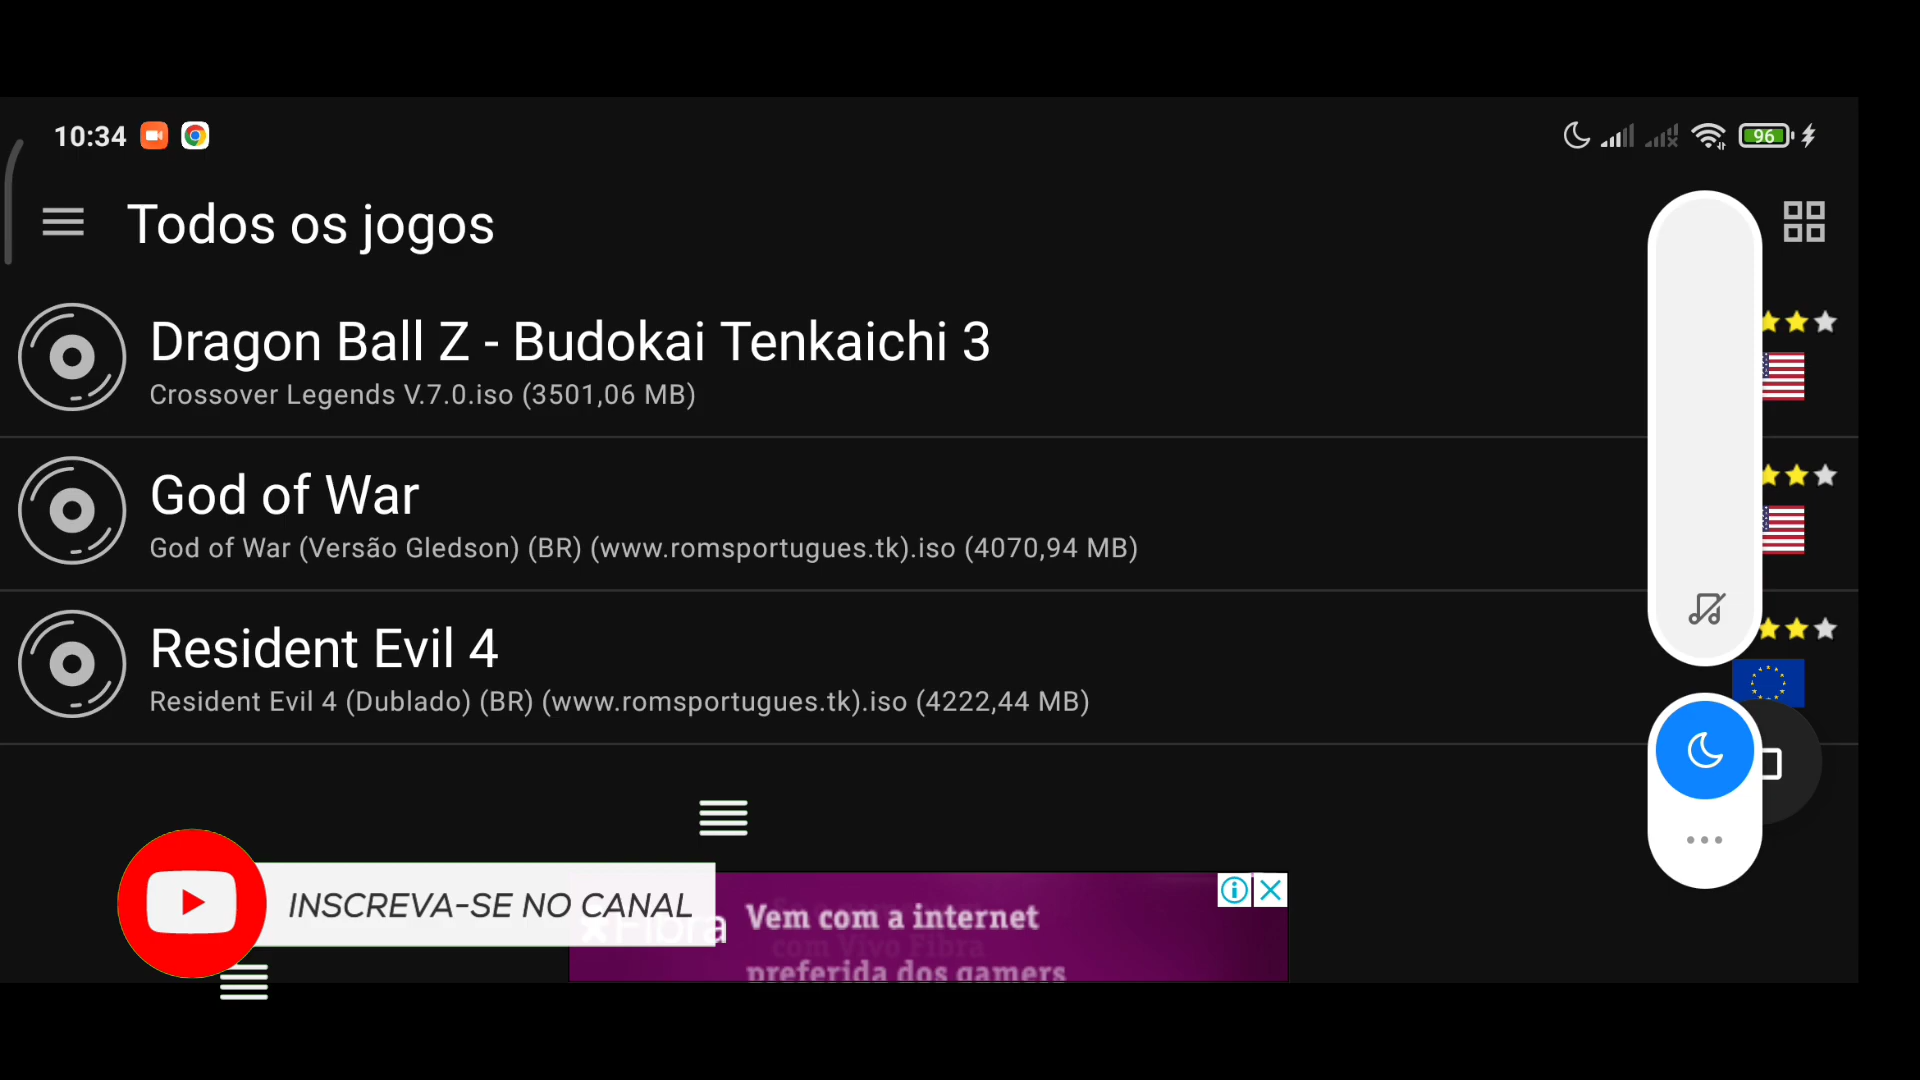 10:34
96
Todos os jogos
Dragon Ball Z - Budokai Tenkaichi 3
Crossover Legends V.7.0.iso (3501,06 MB)
God of War
God of War (Versão Gledson) (BR) (www.romsportugues.tk).iso (4070,94 MB)
Resident Evil 4
Resident Evil 4 (Dublado) (BR) (www.romsportugues.tk).iso (4222,44 MB)
INSCREVA-SE NO CANAL
Fibra
Vem com a internet
com Vivo Fibra
preferida dos gamers